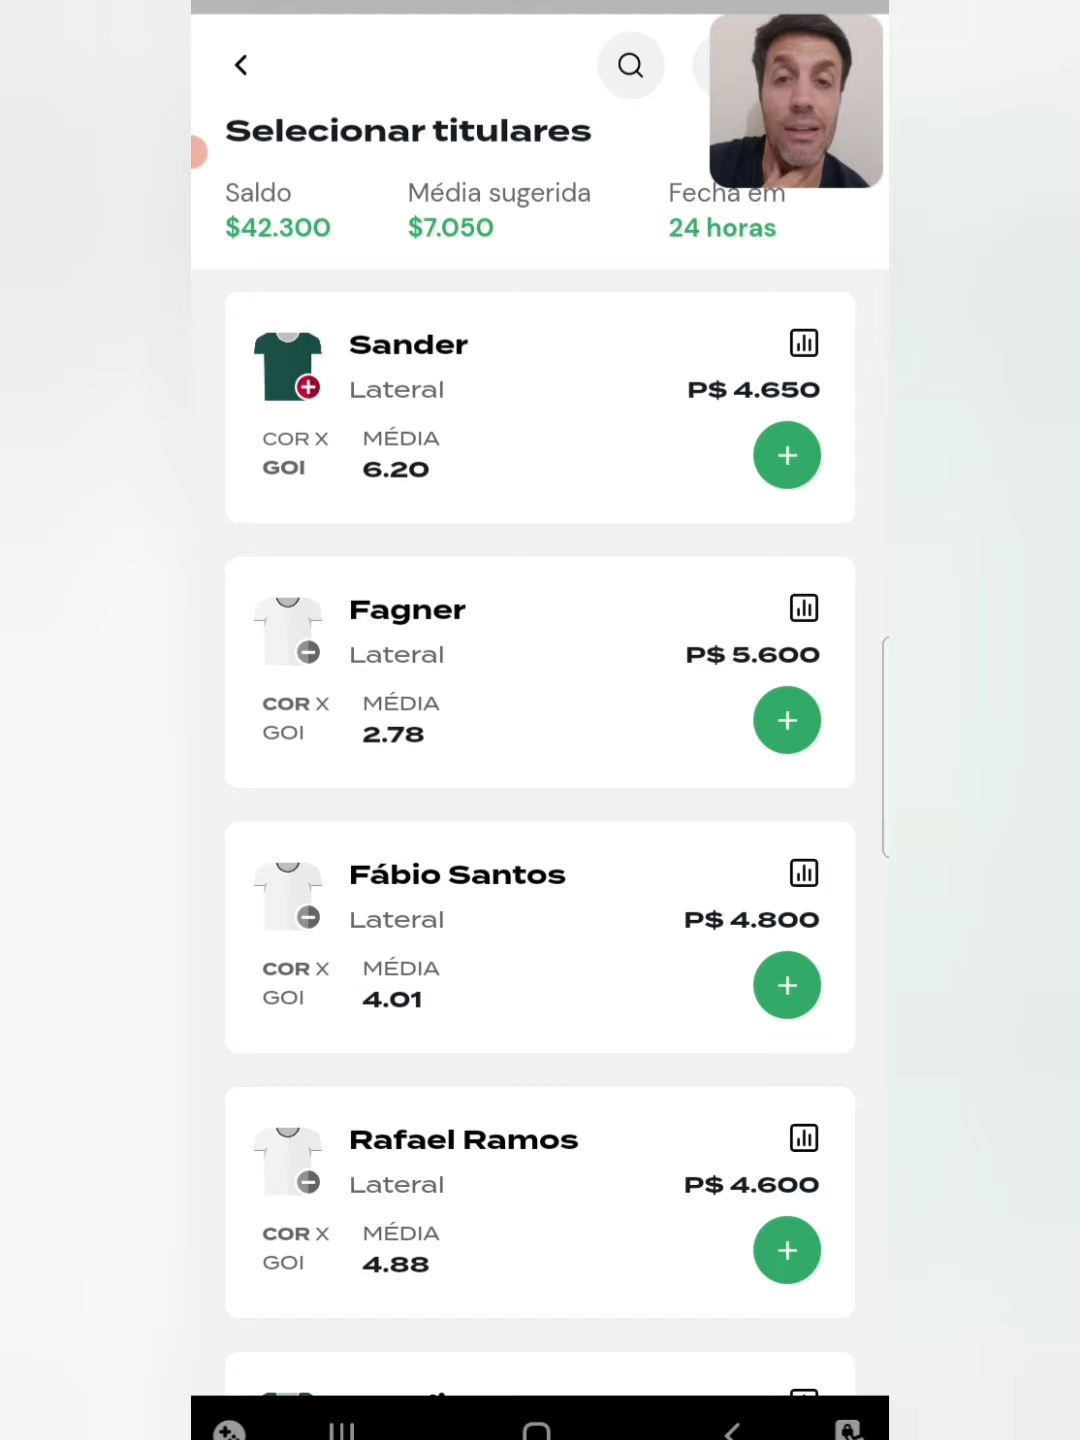 Selecionar titulares
Saldo
Média sugerida
Fecha em
$42.300
$7.050
24 horas
Sander
Lateral
P$ 4.650
COR X
MÉDIA
GOI
6.20
Fagner
Lateral
P$ 5.600
COR X
MÉDIA
GOI
2.78
Fábio Santos
Lateral
P$ 4.800
COR X
MÉDIA
GOI
4.01
Rafael Ramos
Lateral
P$ 4.600
COR X
MÉDIA
GOI
4.88